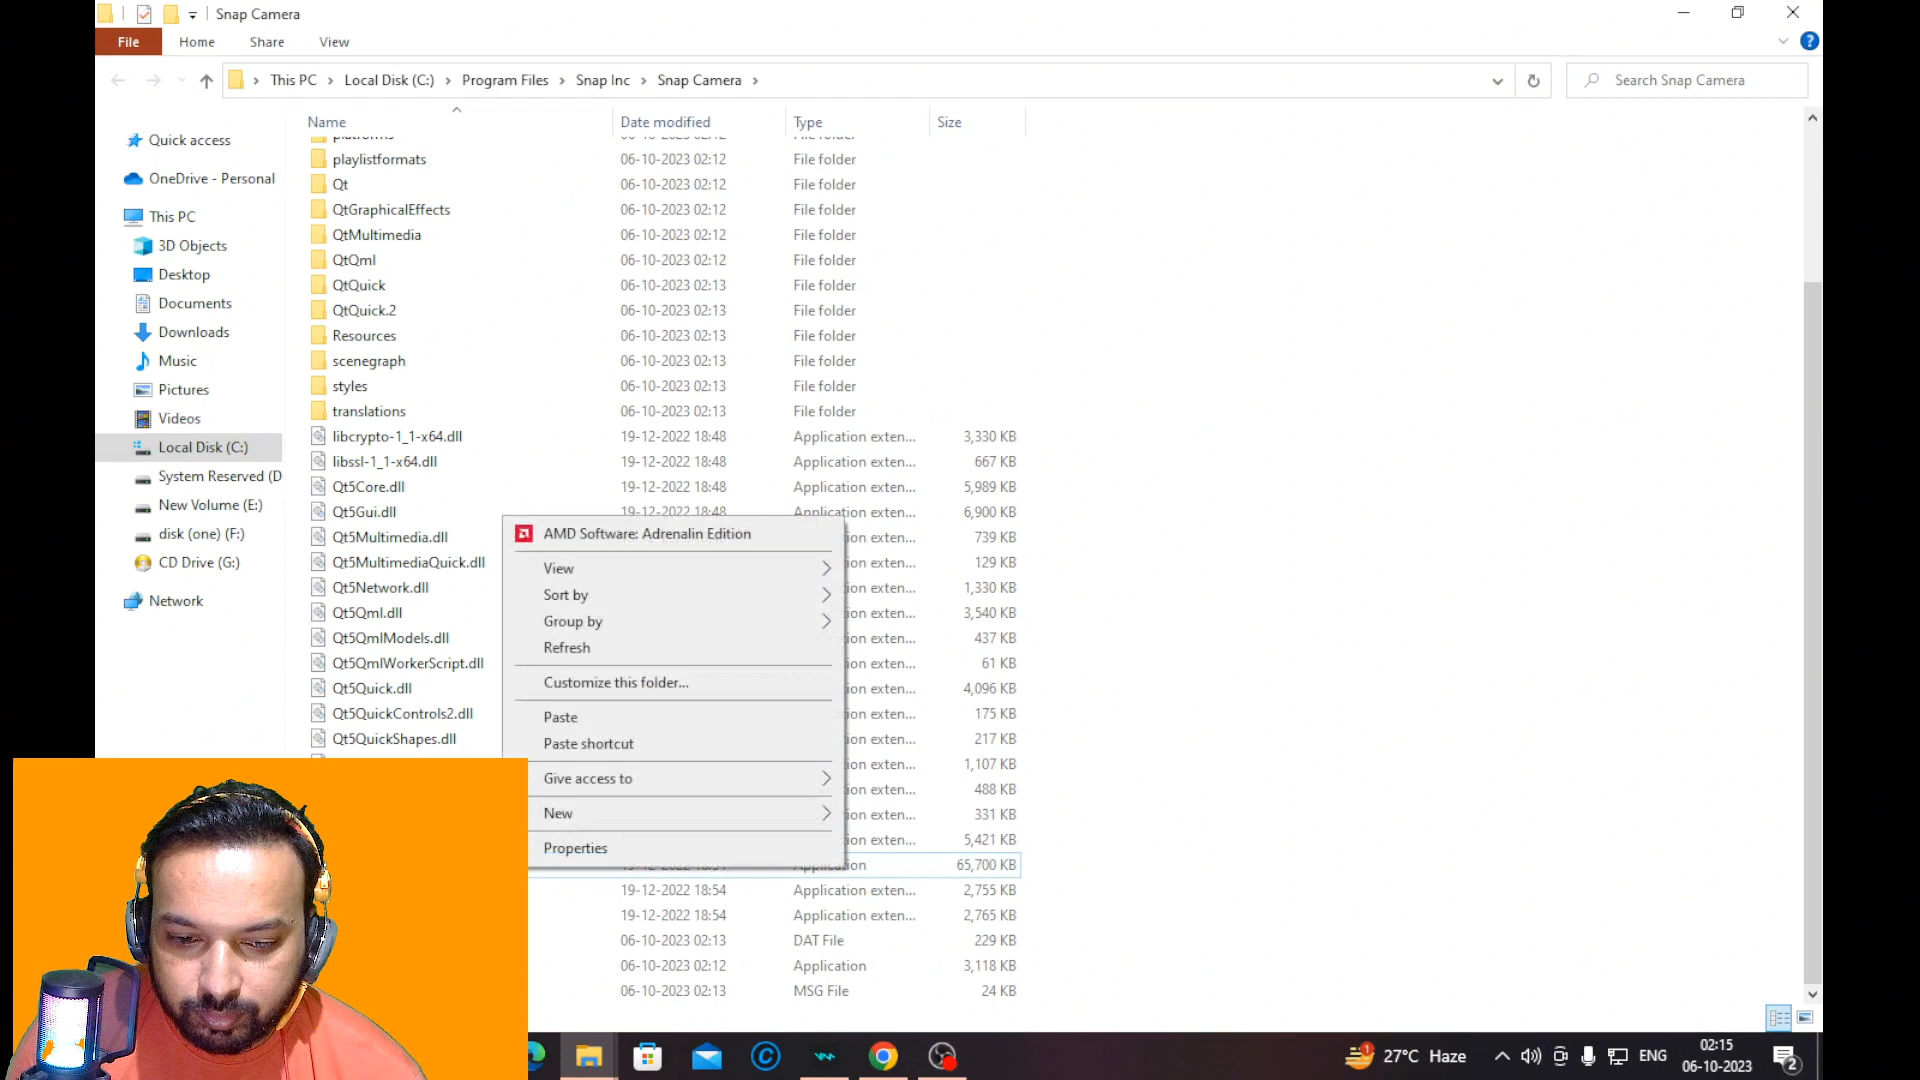 Snap Camera
File Home Share View
This PC Local Disk (C:) Program Files Snap Inc Snap Camera
Search Snap Camera
Name Date modified Type Size
Quick access
OneDrive - Personal
This PC
3D Objects
Desktop
Documents
Downloads
Music
Pictures
Videos
Local Disk (C:)
System Reserved (D
New Volume (E:)
disk (one) (F:)
CD Drive (G:)
Network
platforms 06-10-2023 02:12 File folder
playlistformats 06-10-2023 02:12 File folder
Qt 06-10-2023 02:12 File folder
QtGraphicalEffects 06-10-2023 02:12 File folder
QtMultimedia 06-10-2023 02:12 File folder
QtQml 06-10-2023 02:12 File folder
QtQuick 06-10-2023 02:13 File folder
QtQuick.2 06-10-2023 02:13 File folder
Resources 06-10-2023 02:13 File folder
scenegraph 06-10-2023 02:13 File folder
styles 06-10-2023 02:13 File folder
translations 06-10-2023 02:13 File folder
libcrypto-1_1-x64.dll 19-12-2022 18:48 Application exten... 3,330 KB
libssl-1_1-x64.dll 19-12-2022 18:48 Application exten... 667 KB
Qt5Core.dll 19-12-2022 18:48 Application exten... 5,989 KB
Qt5Gui.dll 19-12-2022 18:48 Application exten... 6,900 KB
Qt5Multimedia.dll ion exten... 739 KB
Qt5MultimediaQuick.dll ion exten... 129 KB
Qt5Network.dll ion exten... 1,330 KB
Qt5Qml.dll ion exten... 3,540 KB
Qt5QmlModels.dll ion exten... 437 KB
Qt5QmlWorkerScript.dll ion exten... 61 KB
Qt5Quick.dll ion exten... 4,096 KB
Qt5QuickControls2.dll ion exten... 175 KB
Qt5QuickShapes.dll ion exten... 217 KB
ion exten... 1,107 KB
ion exten... 488 KB
ion exten... 331 KB
ion exten... 5,421 KB
Application 65,700 KB
19-12-2022 18:54 Application exten... 2,755 KB
19-12-2022 18:54 Application exten... 2,765 KB
06-10-2023 02:13 DAT File 229 KB
06-10-2023 02:12 Application 3,118 KB
06-10-2023 02:13 MSG File 24 KB
AMD Software: Adrenalin Edition
View
Sort by
Group by
Refresh
Customize this folder...
Paste
Paste shortcut
Give access to
New
Properties
1 27°C Haze ENG 02:15
06-10-2023 2